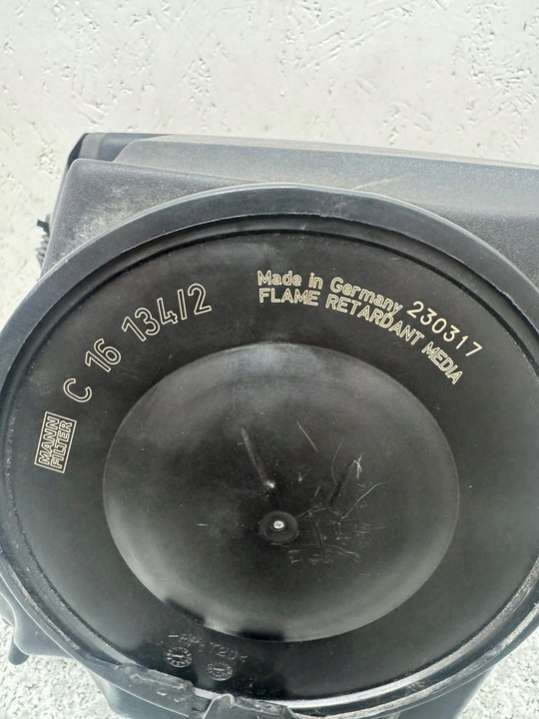 MANN
FILTER
C 16 134/2
Made in Germany 230317
FLAME RETARDANT MEDIA